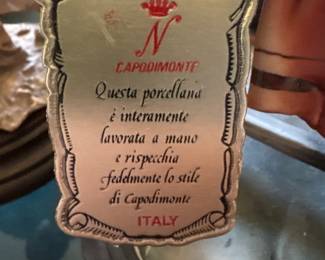 N
CAPODIMONTE
Questa porcellana
è interamente
lavorata a mano
e rispecchia
fedelmente lo stile
di Capodimonte
ITALY